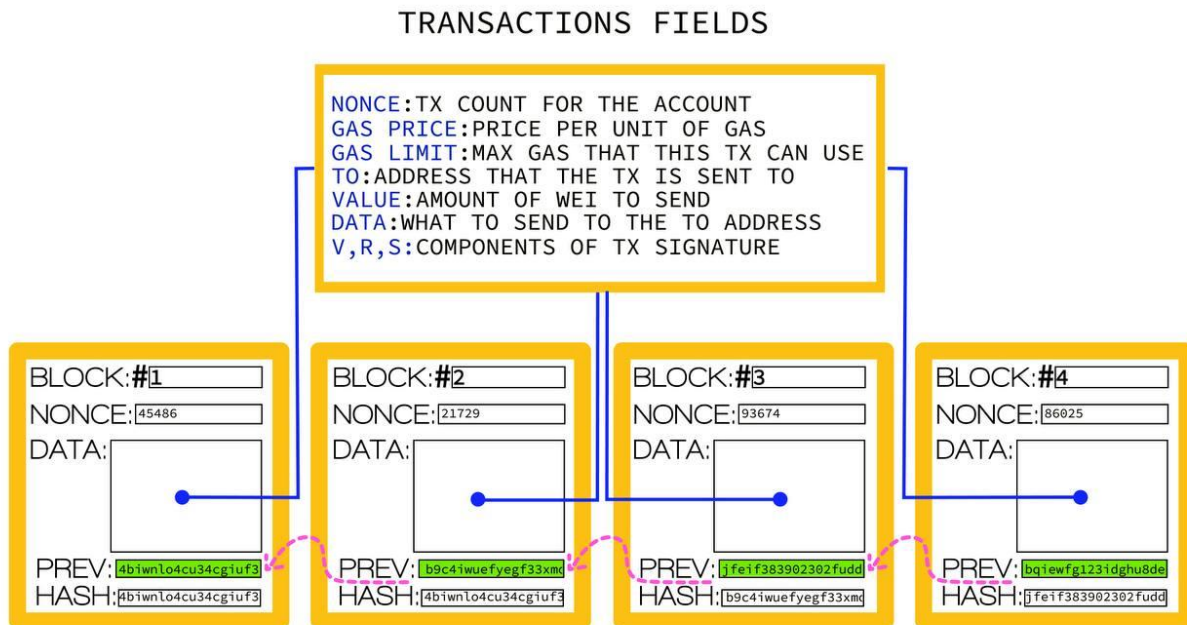 TRANSACTIONS FIELDS
NONCE:TX COUNT FOR THE ACCOUNT
GAS PRICE:PRICE PER UNIT OF GAS
GAS LIMIT:MAX GAS THAT THIS TX CAN USE
TO:ADDRESS THAT THE TX IS SENT TO
VALUE:AMOUNT OF WEI TO SEND
DATA:WHAT TO SEND TO THE TO ADDRESS
V,R,S:COMPONENTS OF TX SIGNATURE
BLOCK:#1
NONCE:45486
DATA:
PREV:4biwnlo4cu34cgiuf3
HASH:4biwnlo4cu34cgiuf3
BLOCK:#2
NONCE:21729
DATA:
PREV:b9c4iwuefyegf33xmq
HASH:4biwnlo4cu34cgiuf3
BLOCK:#3
NONCE:93674
DATA:
PREV:jfeif383902302fudd
HASH:b9c4iwuefyegf33xmq
BLOCK:#4
NONCE:86025
DATA:
PREV:bqiewfg123idghu8de
HASH:jfeif383902302fudd